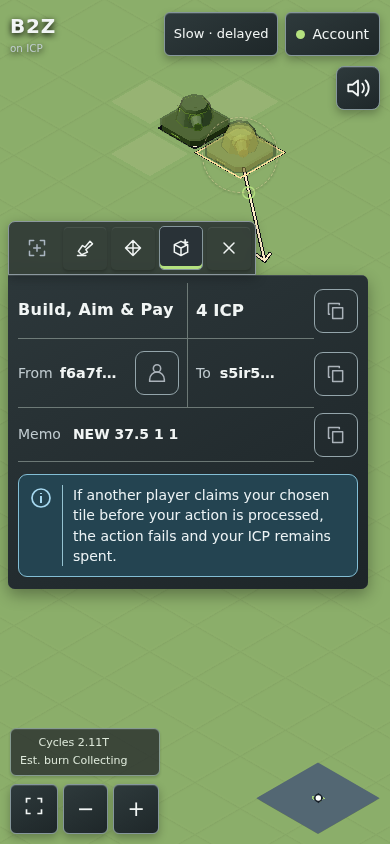 B2Z
on ICP
Slow · delayed
Account
Build, Aim & Pay
4 ICP
From f6a7f...
To s5ir5...
Memo NEW 37.5 1 1
If another player claims your chosen
tile before your action is processed,
the action fails and your ICP remains
spent.
Cycles 2.11T
Est. burn Collecting